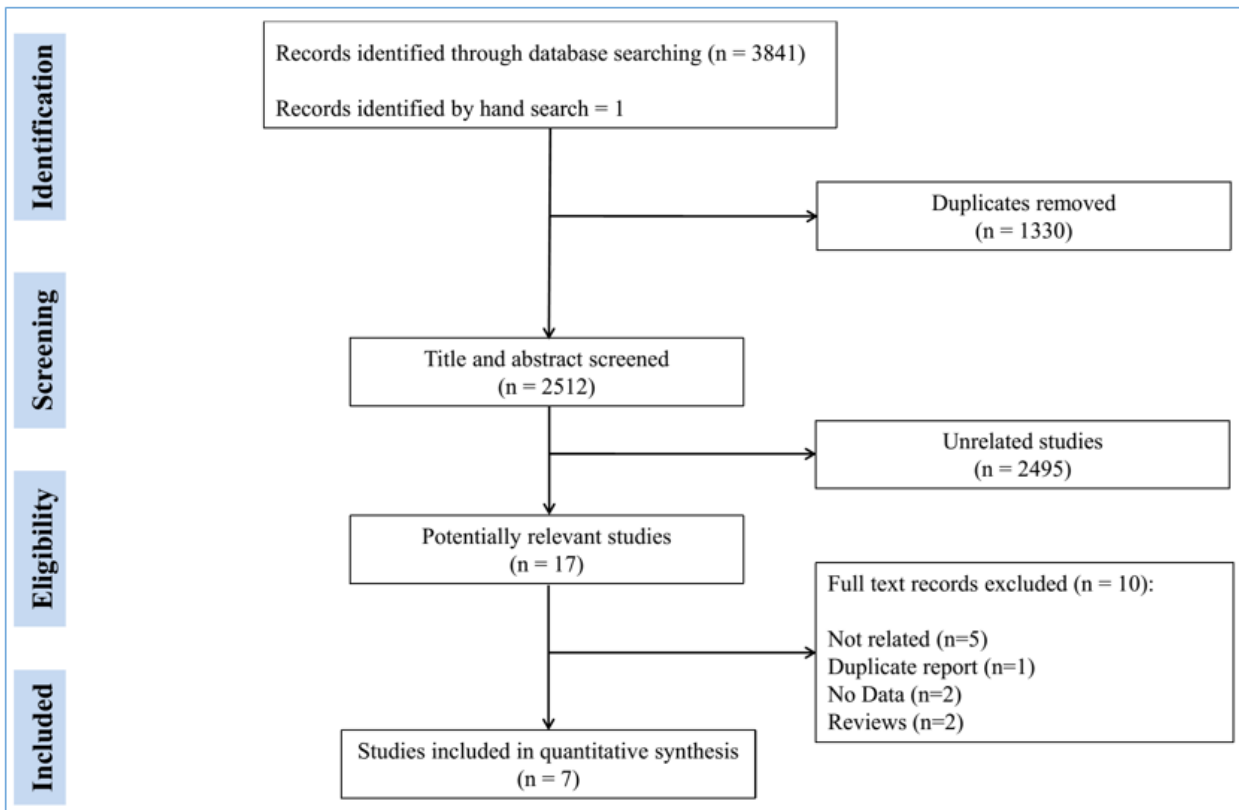 Identification
Records identified through database searching (n = 3841)
Records identified by hand search = 1
Duplicates removed
(n = 1330)
Screening
Title and abstract screened
(n = 2512)
Unrelated studies
(n = 2495)
Eligibility
Potentially relevant studies
(n = 17)
Full text records excluded (n = 10):
Not related (n=5)
Duplicate report (n=1)
No Data (n=2)
Reviews (n=2)
Included
Studies included in quantitative synthesis
(n = 7)